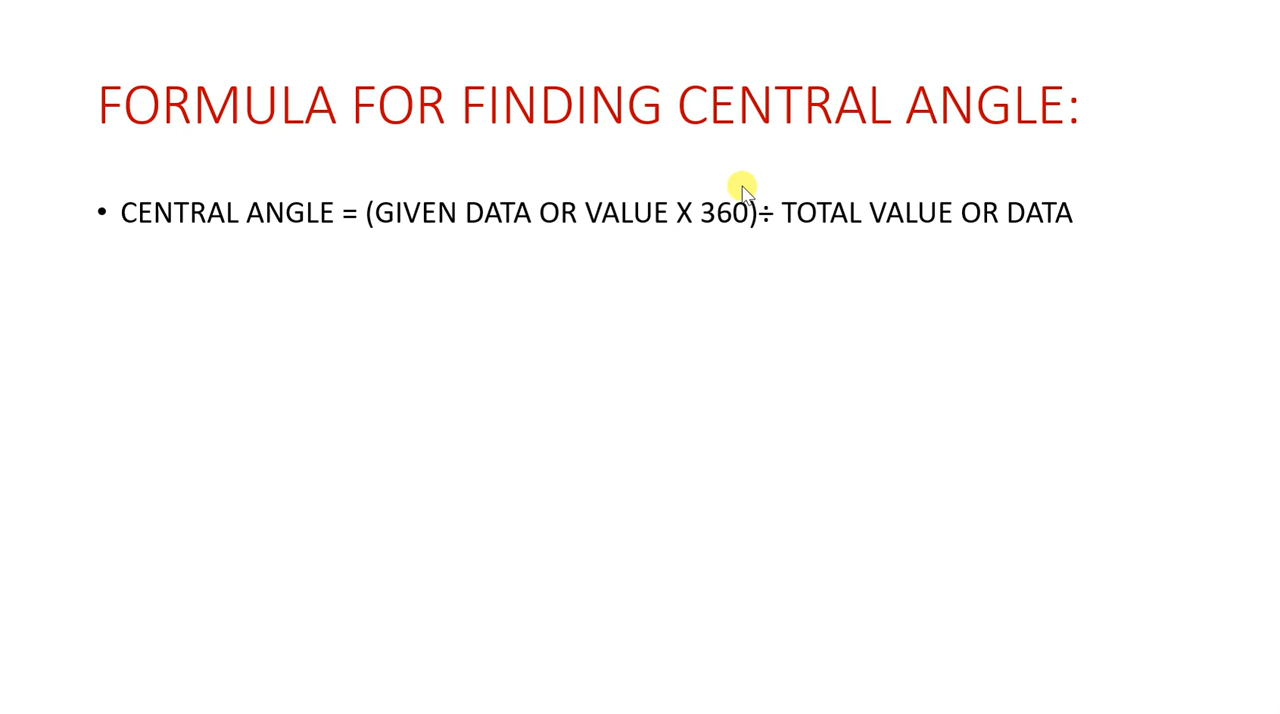 FORMULA FOR FINDING CENTRAL ANGLE:
• CENTRAL ANGLE = (GIVEN DATA OR VALUE X 360)÷ TOTAL VALUE OR DATA